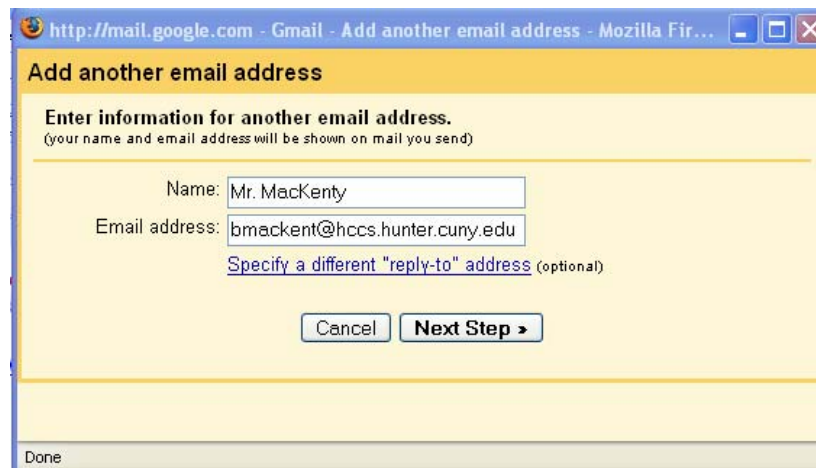 http://mail.google.com - Gmail - Add another email address - Mozilla Fir...
Add another email address
Enter information for another email address.
(your name and email address will be shown on mail you send)
Name: Mr. MacKenty
Email address: bmackent@hccs.hunter.cuny.edu
Specify a different "reply-to" address (optional)
Cancel Next Step »
Done